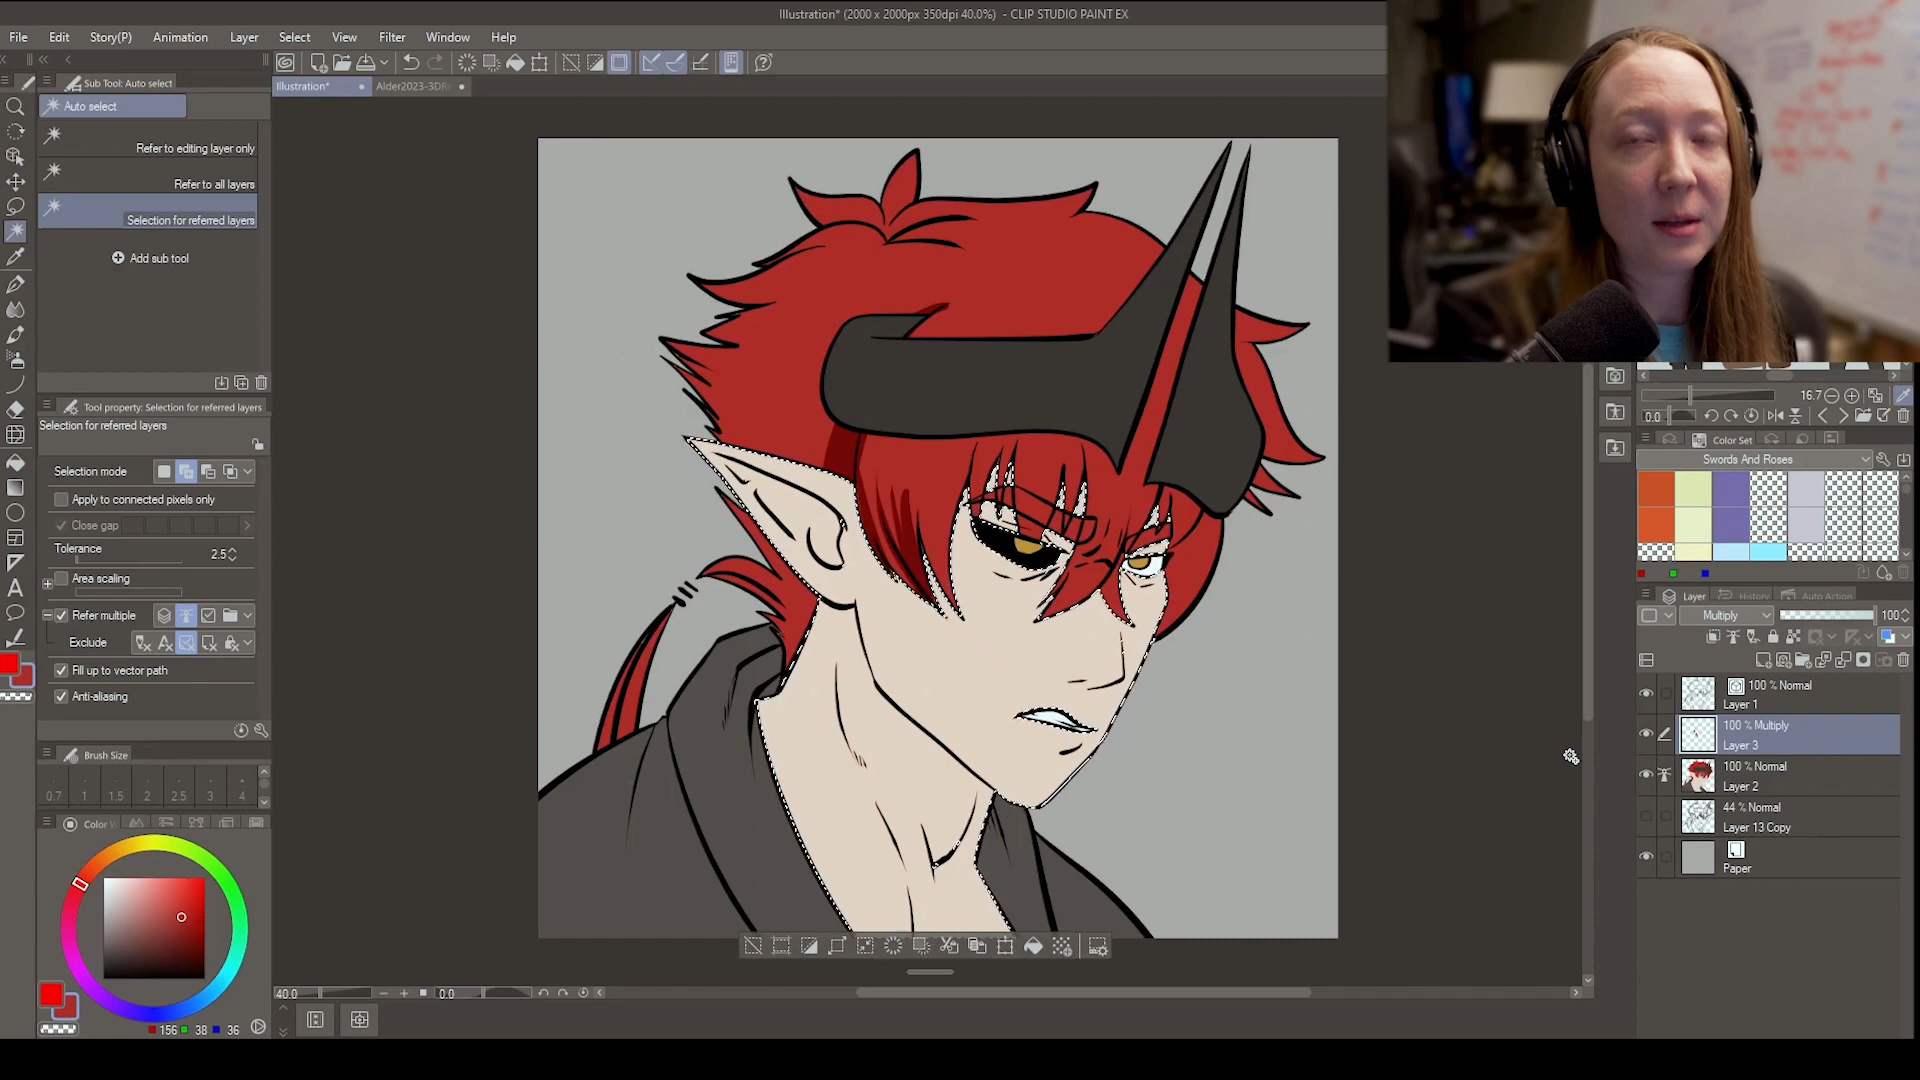 Illustration* (2000 x 2000px 350dpi 40.0%) - CLIP STUDIO PAINT EX
File Edit Story(P) Animation Layer Select View Filter Window Help
Sub Tool: Auto select
Illustration* Alder2023-3DR
Auto select
Refer to editing layer only
Refer to all layers
Selection for referred layers
Add sub tool
Tool property: Selection for referred layers
Selection for referred layers
Selection mode
Apply to connected pixels only
Close gap
Tolerance 2.5
Area scaling
Refer multiple
Exclude
Fill up to vector path
Anti-aliasing
Brush Size
0.7 1 1.5 2 2.5 3 4
Color
156 38 36
40.0 0.0
16.7
0.0
Color Set
Swords And Roses
Layer History Auto Action
Multiply 100
100 % Normal
Layer 1
100 % Multiply
Layer 3
100 % Normal
Layer 2
44 % Normal
Layer 13 Copy
Paper